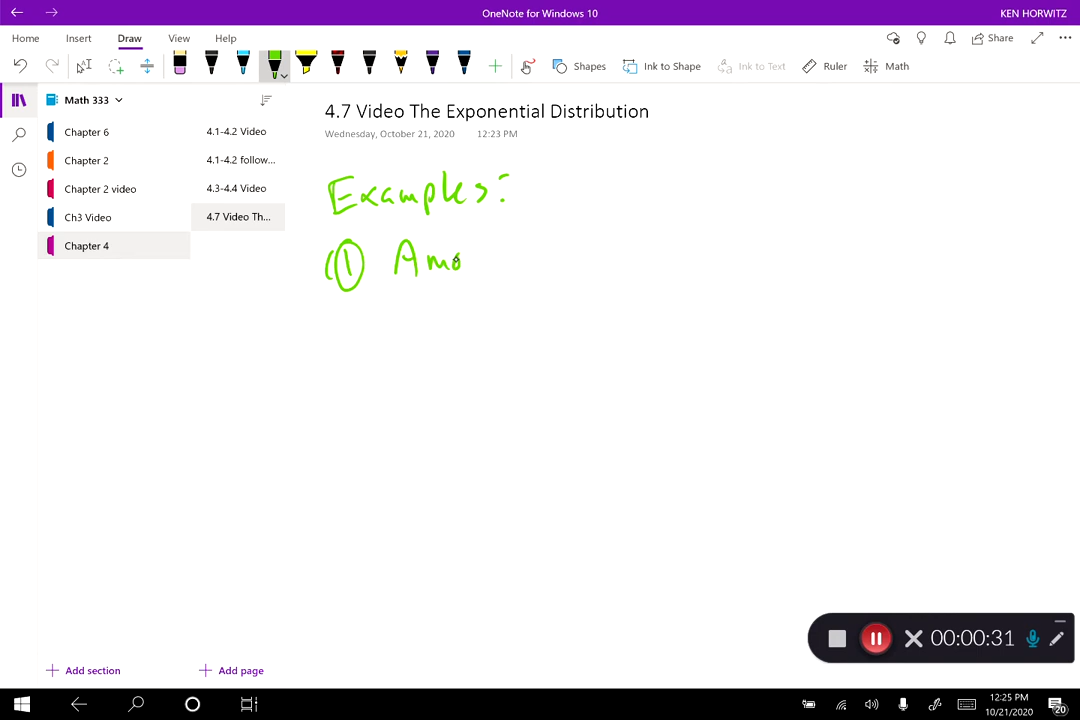 OneNote for Windows 10
KEN HORWITZ
Home Insert Draw View Help
Share
Shapes Ink to Shape Ink to Text Ruler Math
Math 333
Chapter 6
Chapter 2
Chapter 2 video
Ch3 Video
Chapter 4
4.1-4.2 Video
4.1-4.2 follow...
4.3-4.4 Video
4.7 Video Th...
4.7 Video The Exponential Distribution
Wednesday, October 21, 2020 12:23 PM
Examples:
(1) Amo
00:00:31
Add section
Add page
12:25 PM
10/21/2020
20